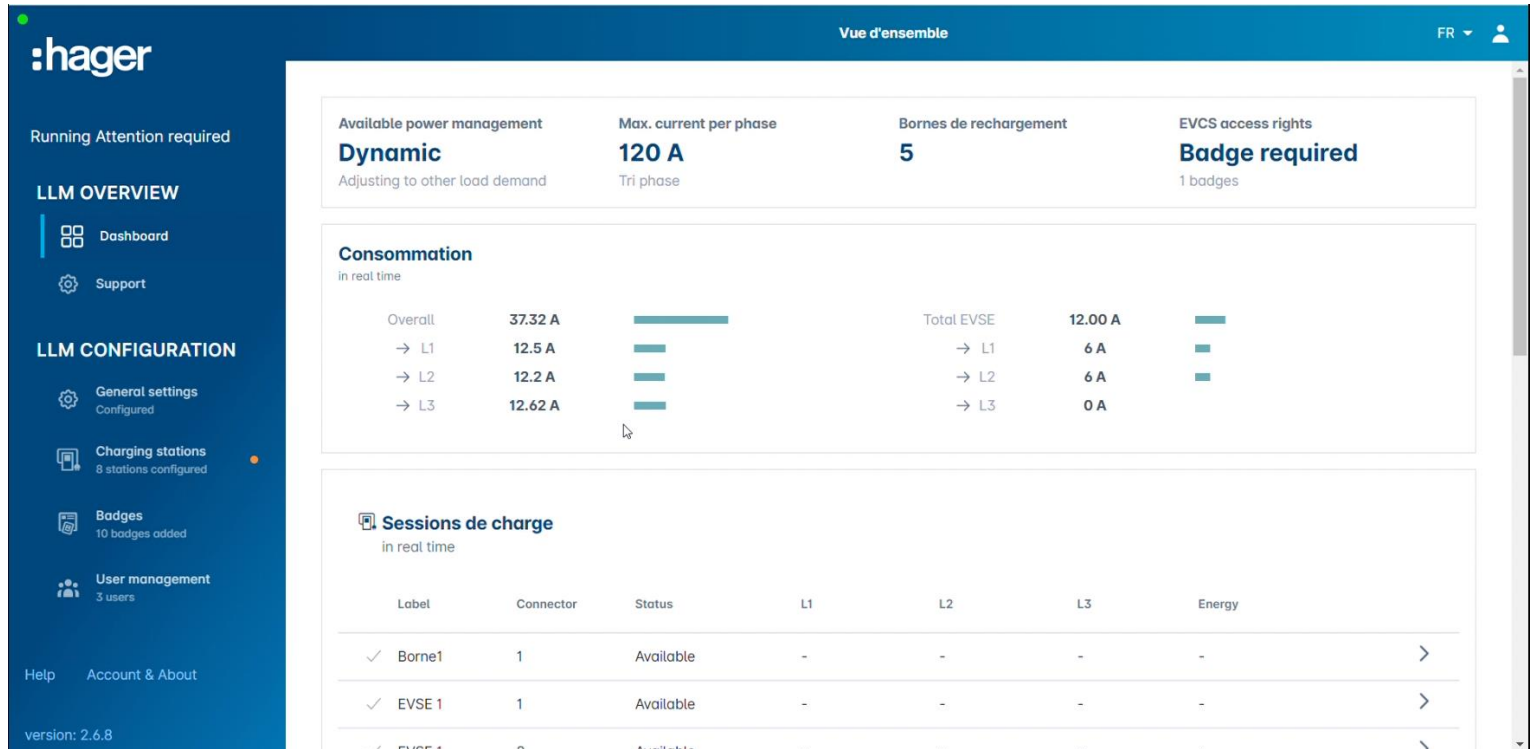 :hager
Vue d'ensemble
FR
Running Attention required
LLM OVERVIEW
Dashboard
Support
LLM CONFIGURATION
General settings
Configured
Charging stations
8 stations configured
Badges
10 badges added
User management
3 users
Help Account & About
version: 2.6.8
Available power management Max. current per phase Bornes de rechargement EVCS access rights
Dynamic 120 A 5 Badge required
Adjusting to other load demand Tri phase 1 badges
Consommation
in real time
Overall 37.32 A Total EVSE 12.00 A
→ L1 12.5 A → L1 6 A
→ L2 12.2 A → L2 6 A
→ L3 12.62 A → L3 0 A
Sessions de charge
in real time
Label Connector Status L1 L2 L3 Energy
Borne1 1 Available - - - -
EVSE 1 1 Available - - - -